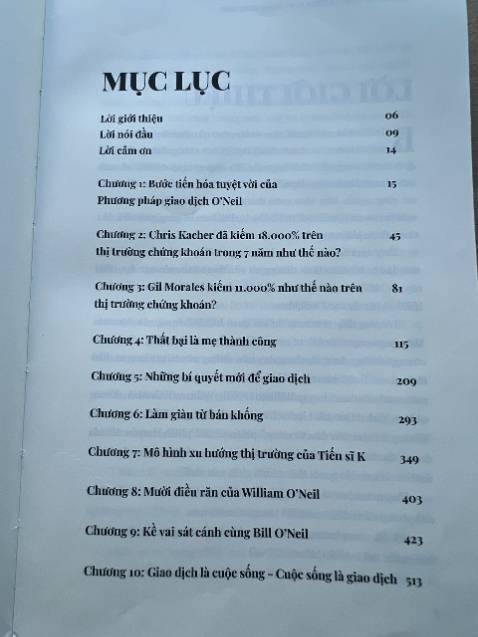 MỤC LỤC
Lời giới thiệu 06
Lời nói đầu 09
Lời cảm ơn 14
Chương 1: Bước tiến hóa tuyệt vời của 15
Phương pháp giao dịch O'Neil
Chương 2: Chris Kacher đã kiếm 18.000% trên 45
thị trường chứng khoán trong 7 năm như thế nào?
Chương 3: Gil Morales kiếm 11.000% như thế nào trên 81
thị trường chứng khoán?
Chương 4: Thất bại là mẹ thành công 115
Chương 5: Những bí quyết mới để giao dịch 209
Chương 6: Làm giàu từ bán khống 293
Chương 7: Mô hình xu hướng thị trường của Tiến sĩ K 349
Chương 8: Mười điều răn của William O'Neil 403
Chương 9: Kề vai sát cánh cùng Bill O'Neil 423
Chương 10: Giao dịch là cuộc sống – Cuộc sống là giao dịch 513